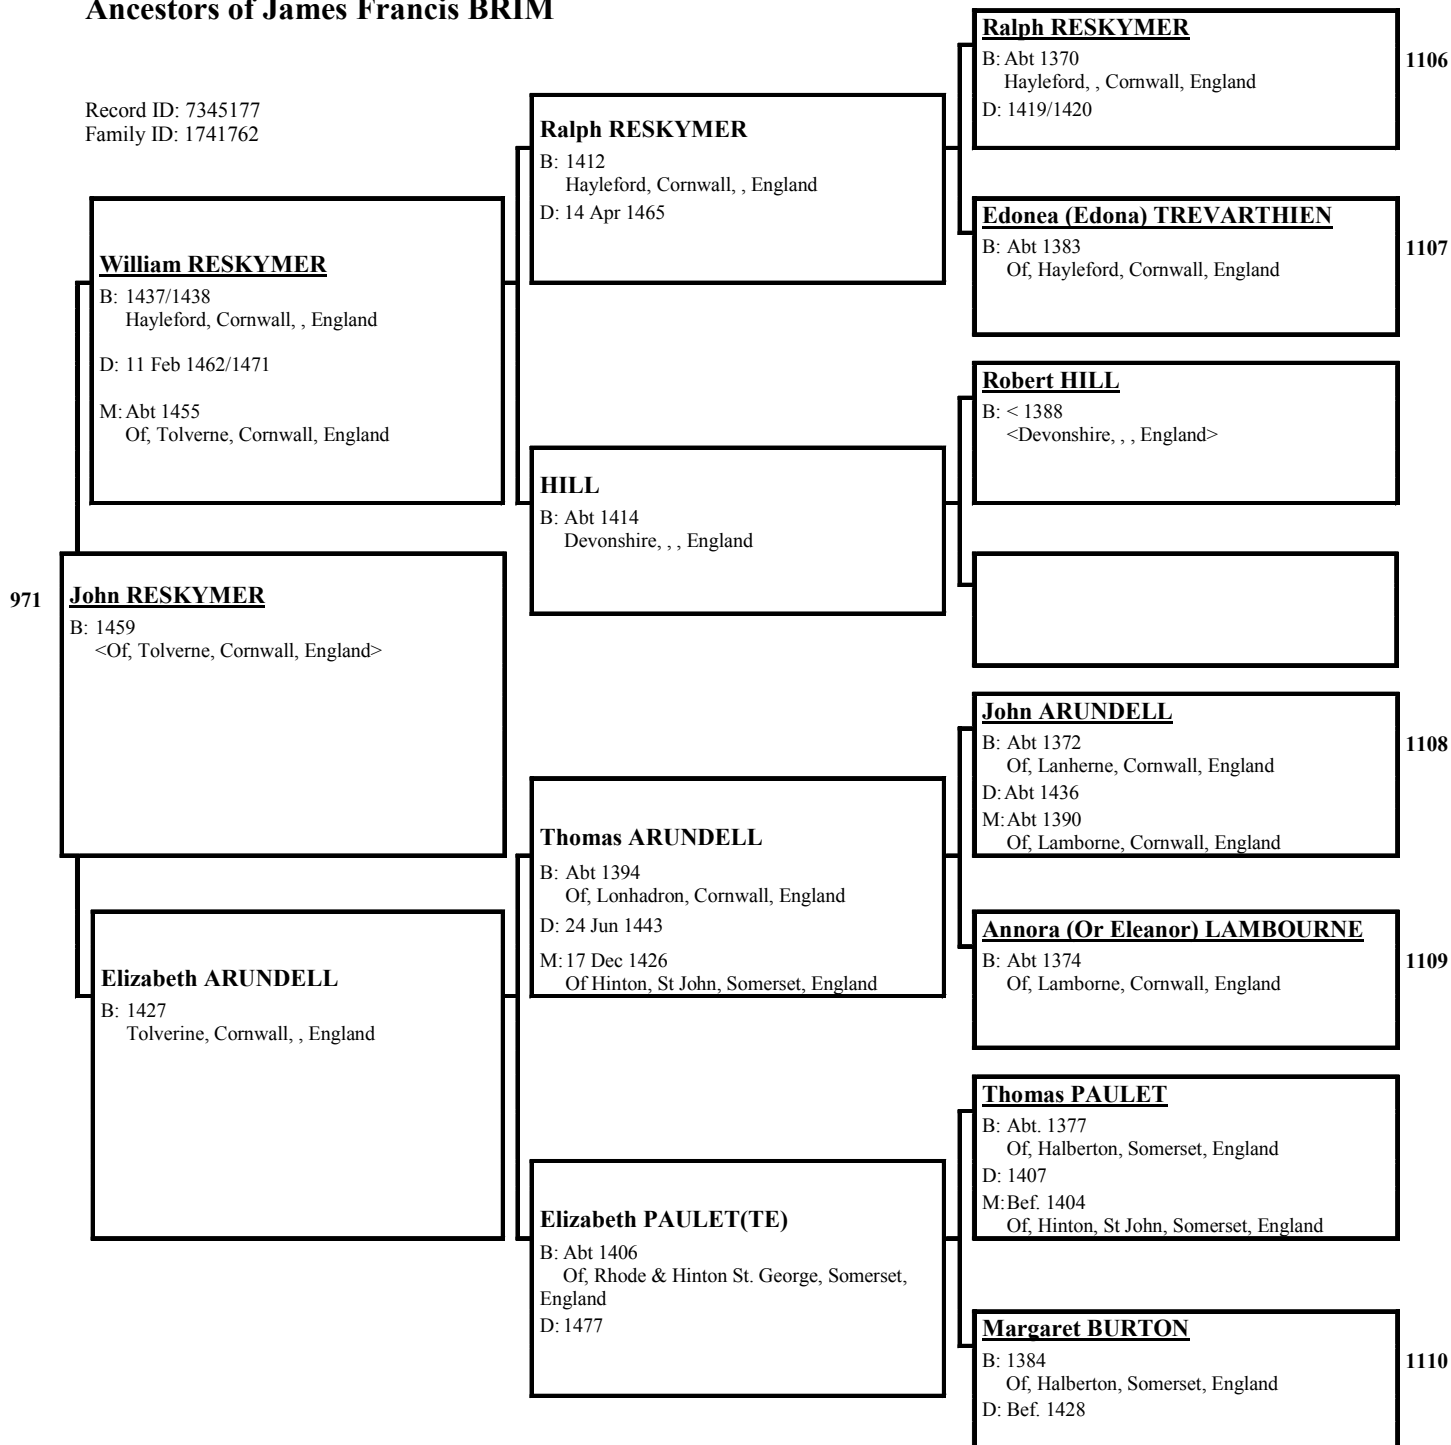 Ancestors of James Francis BRIM
Record ID: 7345177
Family ID: 1741762
971
John RESKYMER
B: 1459
<Of, Tolverne, Cornwall, England>
William RESKYMER
B: 1437/1438
Hayleford, Cornwall, , England
D: 11 Feb 1462/1471
M: Abt 1455
Of, Tolverne, Cornwall, England
Elizabeth ARUNDELL
B: 1427
Tolverine, Cornwall, , England
Ralph RESKYMER
B: 1412
Hayleford, Cornwall, , England
D: 14 Apr 1465
HILL
B: Abt 1414
Devonshire, , , England
Thomas ARUNDELL
B: Abt 1394
Of, Lonhadron, Cornwall, England
D: 24 Jun 1443
M: 17 Dec 1426
Of Hinton, St John, Somerset, England
Elizabeth PAULET(TE)
B: Abt 1406
Of, Rhode & Hinton St. George, Somerset,
England
D: 1477
Ralph RESKYMER
B: Abt 1370
Hayleford, , Cornwall, England
D: 1419/1420
1106
Edonea (Edona) TREVARTHIEN
B: Abt 1383
Of, Hayleford, Cornwall, England
1107
Robert HILL
B: < 1388
<Devonshire, , , England>
John ARUNDELL
B: Abt 1372
Of, Lanherne, Cornwall, England
D: Abt 1436
M: Abt 1390
Of, Lamborne, Cornwall, England
1108
Annora (Or Eleanor) LAMBOURNE
B: Abt 1374
Of, Lamborne, Cornwall, England
1109
Thomas PAULET
B: Abt. 1377
Of, Halberton, Somerset, England
D: 1407
M: Bef. 1404
Of, Hinton, St John, Somerset, England
Margaret BURTON
B: 1384
Of, Halberton, Somerset, England
D: Bef. 1428
1110